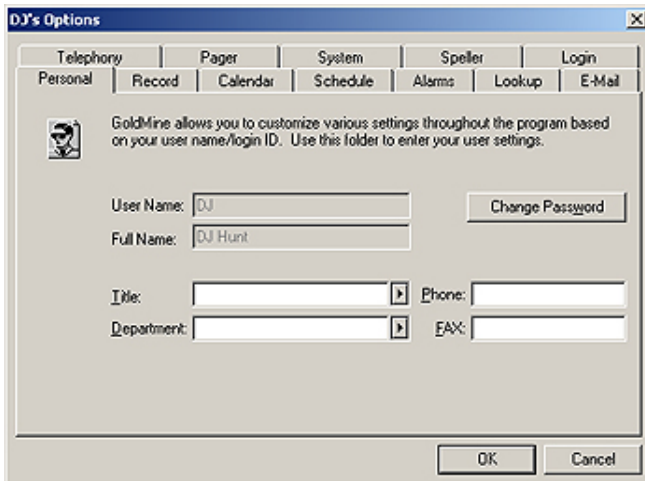 DJ's Options
Telephony Pager System Speller Login
Personal Record Calendar Schedule Alarms Lookup E-Mail
GoldMine allows you to customize various settings throughout the program based
on your user name/login ID. Use this folder to enter your user settings.
User Name: DJ Change Password
Full Name: DJ Hunt
Title: Phone:
Department: FAX:
OK Cancel